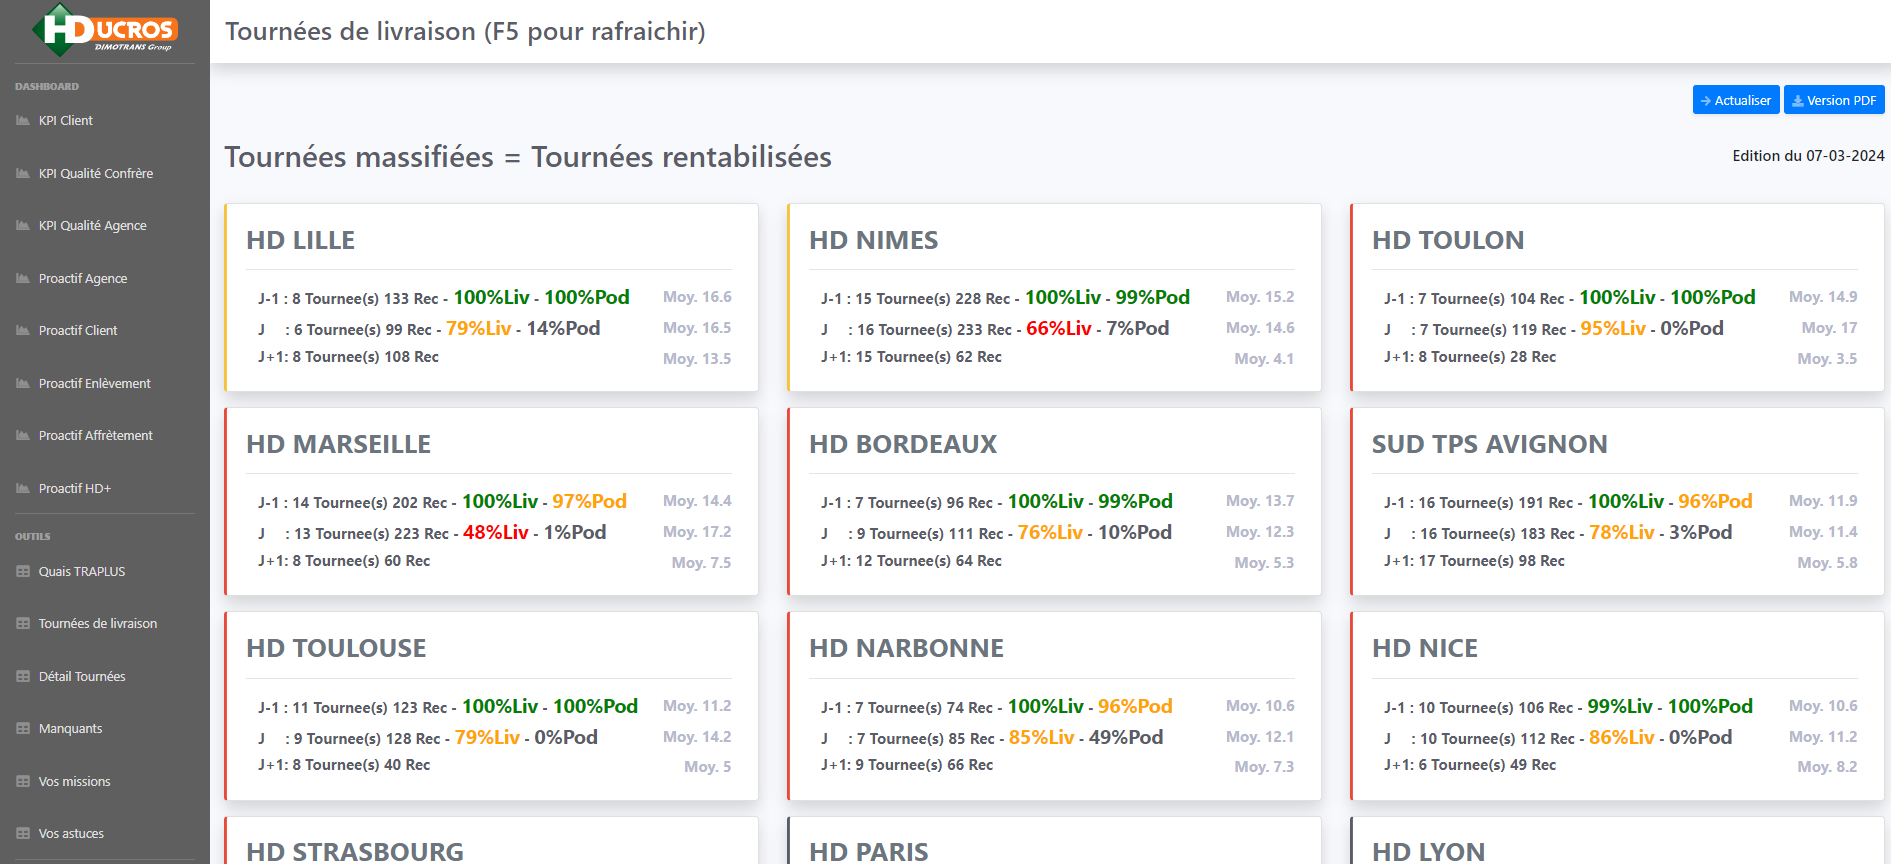 HDUCROS
DIMOTRANS Group
DASHBOARD
KPI Client
KPI Qualité Confrère
KPI Qualité Agence
Proactif Agence
Proactif Client
Proactif Enlèvement
Proactif Affrètement
Proactif HD+
OUTILS
Quais TRAPLUS
Tournées de livraison
Détail Tournées
Manquants
Vos missions
Vos astuces
Tournées de livraison (F5 pour rafraichir)
Actualiser
Version PDF
Tournées massifiées = Tournées rentabilisées
Edition du 07-03-2024
HD LILLE
J-1 : 8 Tournee(s) 133 Rec - 100%Liv - 100%Pod Moy. 16.6
J : 6 Tournee(s) 99 Rec - 79%Liv - 14%Pod Moy. 16.5
J+1: 8 Tournee(s) 108 Rec Moy. 13.5
HD NIMES
J-1 : 15 Tournee(s) 228 Rec - 100%Liv - 99%Pod Moy. 15.2
J : 16 Tournee(s) 233 Rec - 66%Liv - 7%Pod Moy. 14.6
J+1: 15 Tournee(s) 62 Rec Moy. 4.1
HD TOULON
J-1 : 7 Tournee(s) 104 Rec - 100%Liv - 100%Pod Moy. 14.9
J : 7 Tournee(s) 119 Rec - 95%Liv - 0%Pod Moy. 17
J+1: 8 Tournee(s) 28 Rec Moy. 3.5
HD MARSEILLE
J-1 : 14 Tournee(s) 202 Rec - 100%Liv - 97%Pod Moy. 14.4
J : 13 Tournee(s) 223 Rec - 48%Liv - 1%Pod Moy. 17.2
J+1: 8 Tournee(s) 60 Rec Moy. 7.5
HD BORDEAUX
J-1 : 7 Tournee(s) 96 Rec - 100%Liv - 99%Pod Moy. 13.7
J : 9 Tournee(s) 111 Rec - 76%Liv - 10%Pod Moy. 12.3
J+1: 12 Tournee(s) 64 Rec Moy. 5.3
SUD TPS AVIGNON
J-1 : 16 Tournee(s) 191 Rec - 100%Liv - 96%Pod Moy. 11.9
J : 16 Tournee(s) 183 Rec - 78%Liv - 3%Pod Moy. 11.4
J+1: 17 Tournee(s) 98 Rec Moy. 5.8
HD TOULOUSE
J-1 : 11 Tournee(s) 123 Rec - 100%Liv - 100%Pod Moy. 11.2
J : 9 Tournee(s) 128 Rec - 79%Liv - 0%Pod Moy. 14.2
J+1: 8 Tournee(s) 40 Rec Moy. 5
HD NARBONNE
J-1 : 7 Tournee(s) 74 Rec - 100%Liv - 96%Pod Moy. 10.6
J : 7 Tournee(s) 85 Rec - 85%Liv - 49%Pod Moy. 12.1
J+1: 9 Tournee(s) 66 Rec Moy. 7.3
HD NICE
J-1 : 10 Tournee(s) 106 Rec - 99%Liv - 100%Pod Moy. 10.6
J : 10 Tournee(s) 112 Rec - 86%Liv - 0%Pod Moy. 11.2
J+1: 6 Tournee(s) 49 Rec Moy. 8.2
HD STRASBOURG
HD PARIS
HD LYON